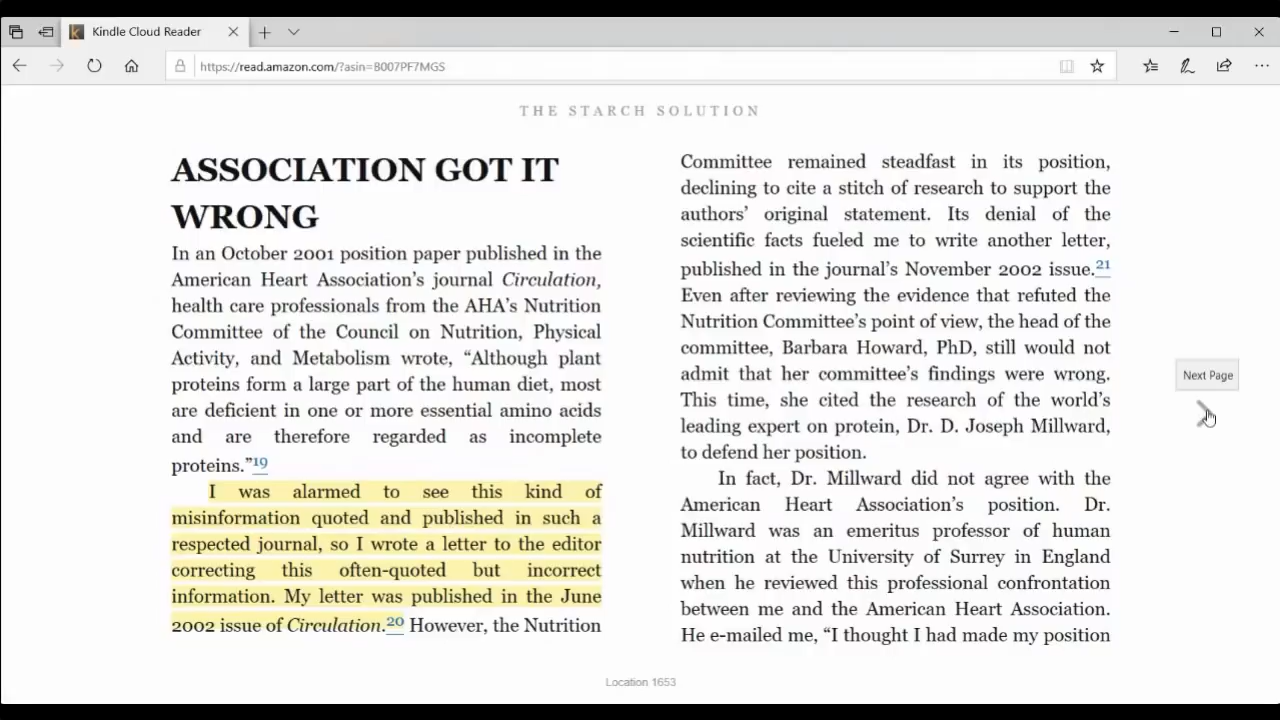 Kindle Cloud Reader
https://read.amazon.com/?asin=B007PF7MGS
THE STARCH SOLUTION
ASSOCIATION GOT IT
WRONG
In an October 2001 position paper published in the
American Heart Association's journal Circulation,
health care professionals from the AHA's Nutrition
Committee of the Council on Nutrition, Physical
Activity, and Metabolism wrote, “Although plant
proteins form a large part of the human diet, most
are deficient in one or more essential amino acids
and are therefore regarded as incomplete
proteins.”19
I was alarmed to see this kind of
misinformation quoted and published in such a
respected journal, so I wrote a letter to the editor
correcting this often-quoted but incorrect
information. My letter was published in the June
2002 issue of Circulation.20 However, the Nutrition
Committee remained steadfast in its position,
declining to cite a stitch of research to support the
authors' original statement. Its denial of the
scientific facts fueled me to write another letter,
published in the journal's November 2002 issue.21
Even after reviewing the evidence that refuted the
Nutrition Committee's point of view, the head of the
committee, Barbara Howard, PhD, still would not
admit that her committee's findings were wrong.
This time, she cited the research of the world's
leading expert on protein, Dr. D. Joseph Millward,
to defend her position.
In fact, Dr. Millward did not agree with the
American Heart Association's position. Dr.
Millward was an emeritus professor of human
nutrition at the University of Surrey in England
when he reviewed this professional confrontation
between me and the American Heart Association.
He e-mailed me, “I thought I had made my position
Next Page
Location 1653